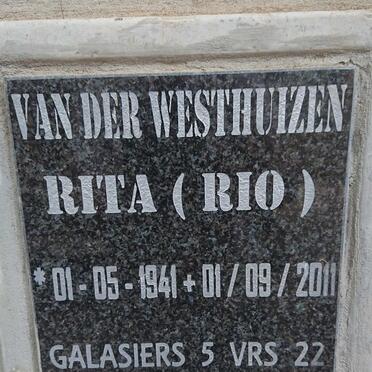 VAN DER WESTHUIZEN
RITA ( RIO )
* 01 - 05 - 1941 + 01 / 09 / 2011
GALASIERS 5 VRS 22